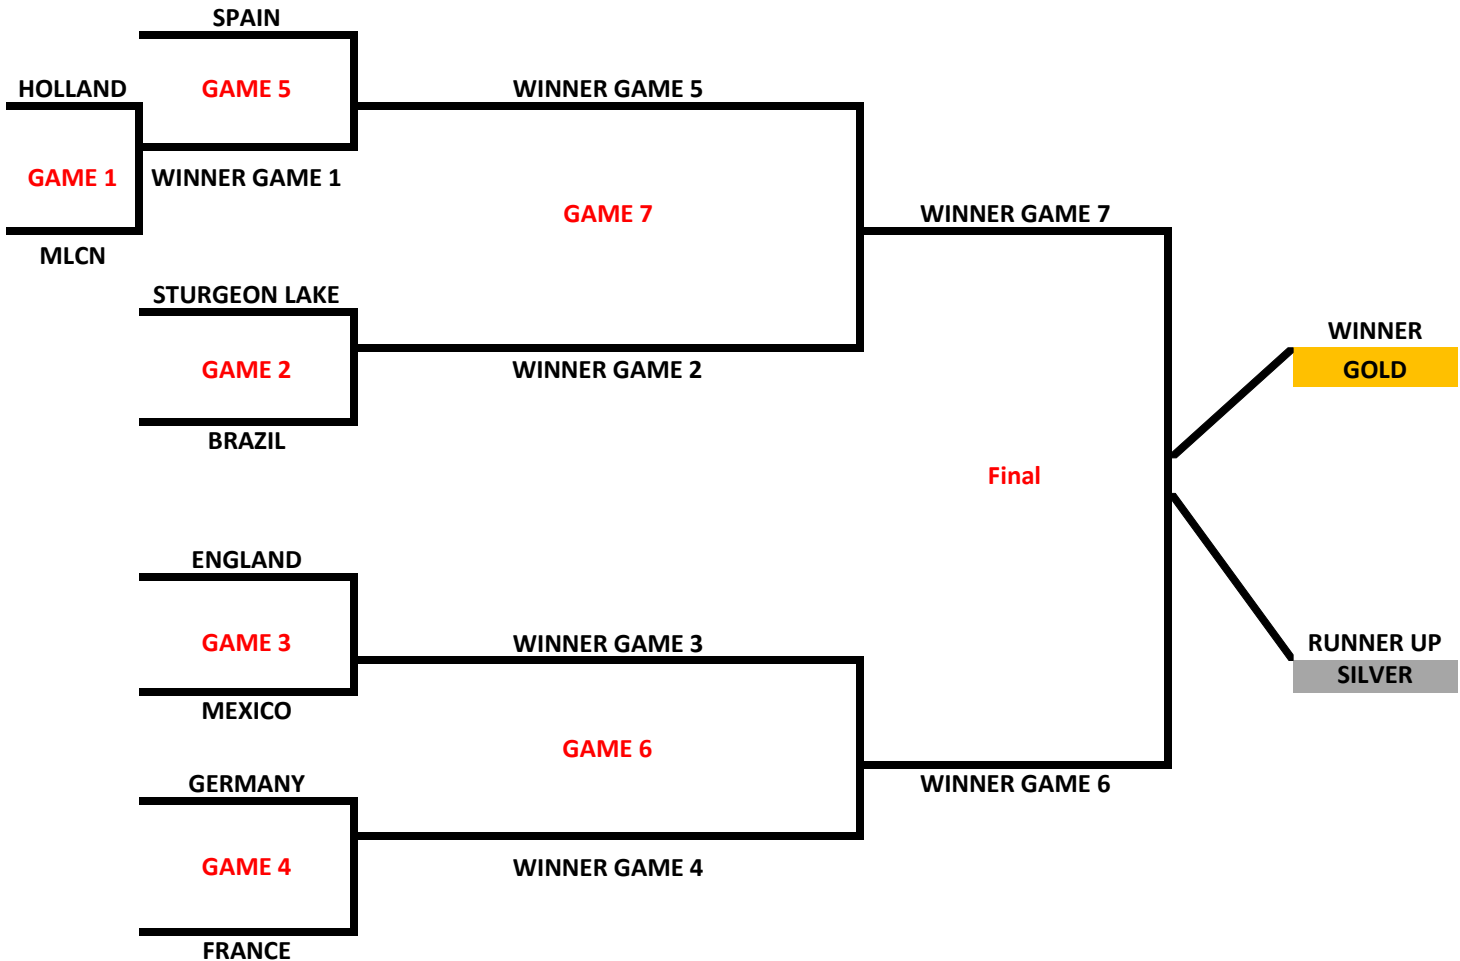 SPAIN
HOLLAND
GAME 5
WINNER GAME 5
GAME 1
WINNER GAME 1
GAME 7
WINNER GAME 7
MLCN
STURGEON LAKE
WINNER
GAME 2
WINNER GAME 2
GOLD
BRAZIL
Final
ENGLAND
GAME 3
WINNER GAME 3
RUNNER UP
SILVER
MEXICO
GAME 6
GERMANY
WINNER GAME 6
GAME 4
WINNER GAME 4
FRANCE